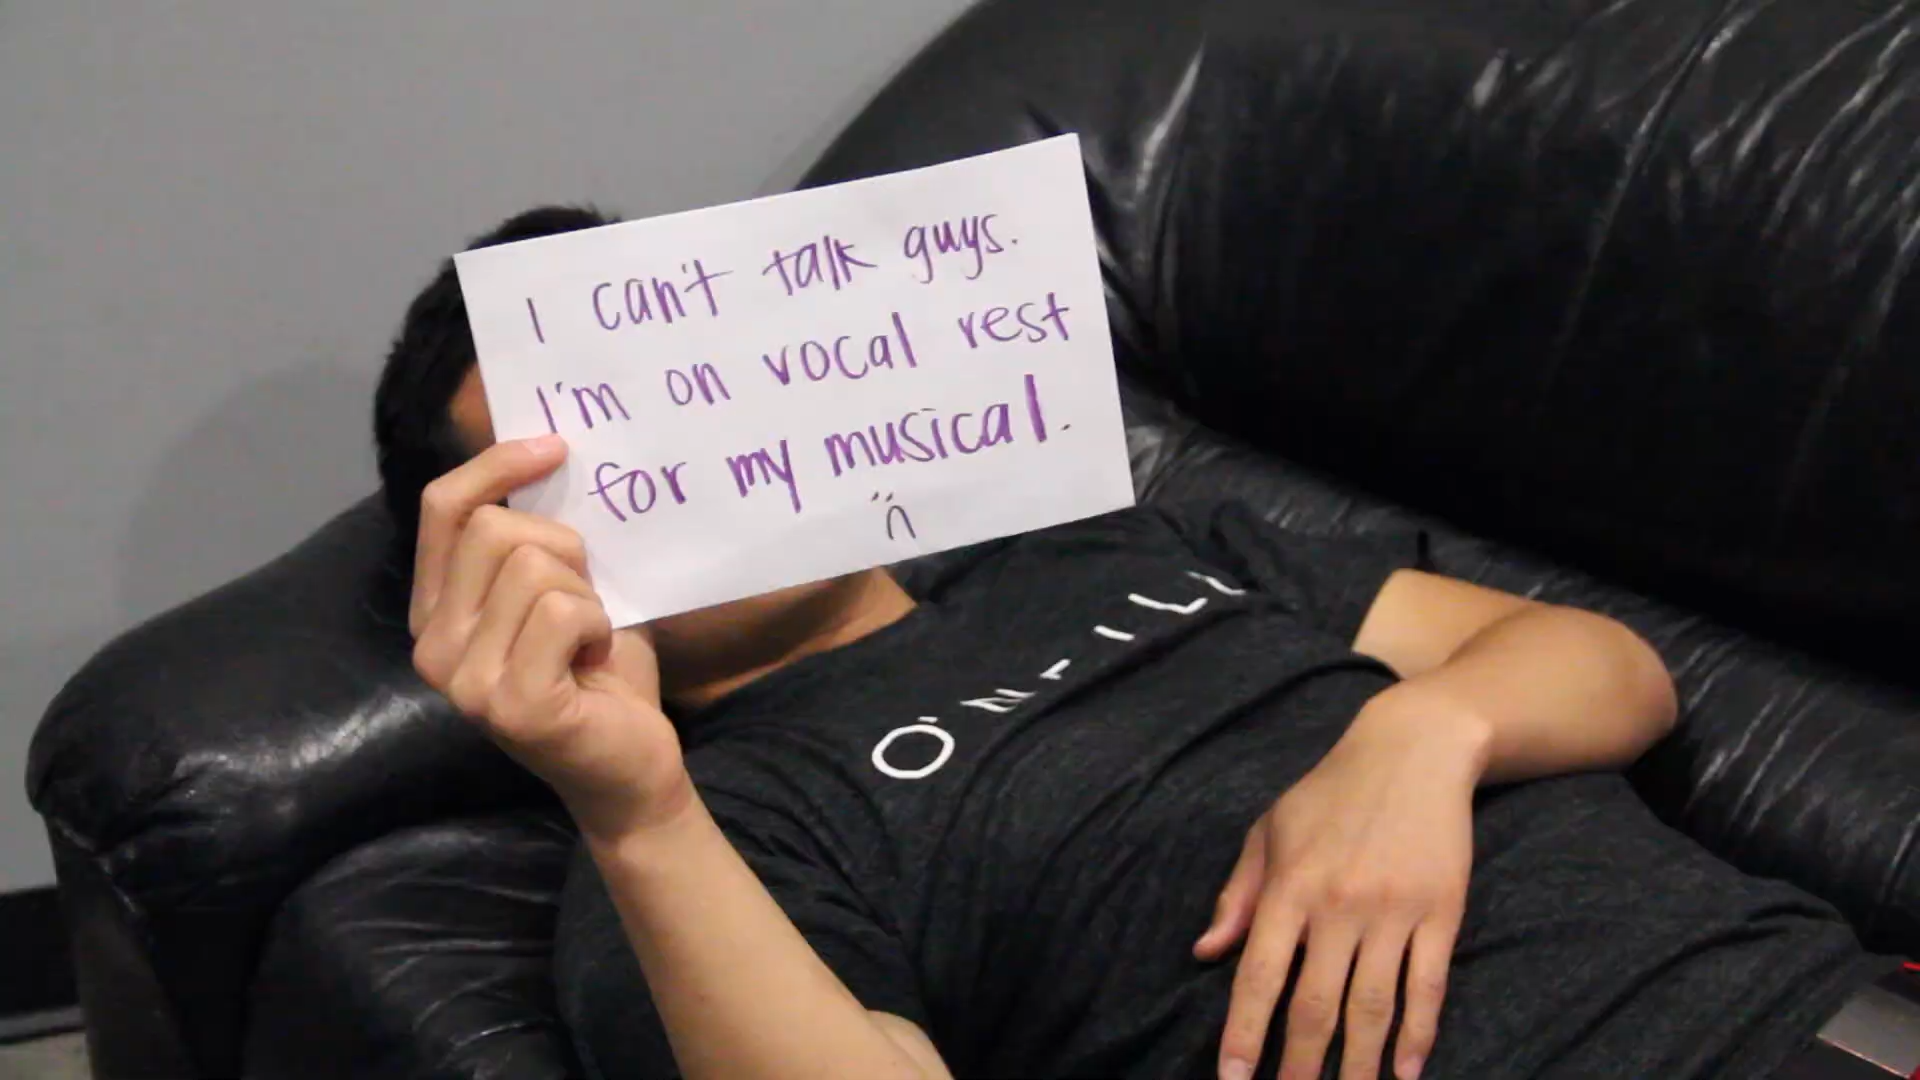 I can't talk guys.
I'm on vocal rest
for my musical.